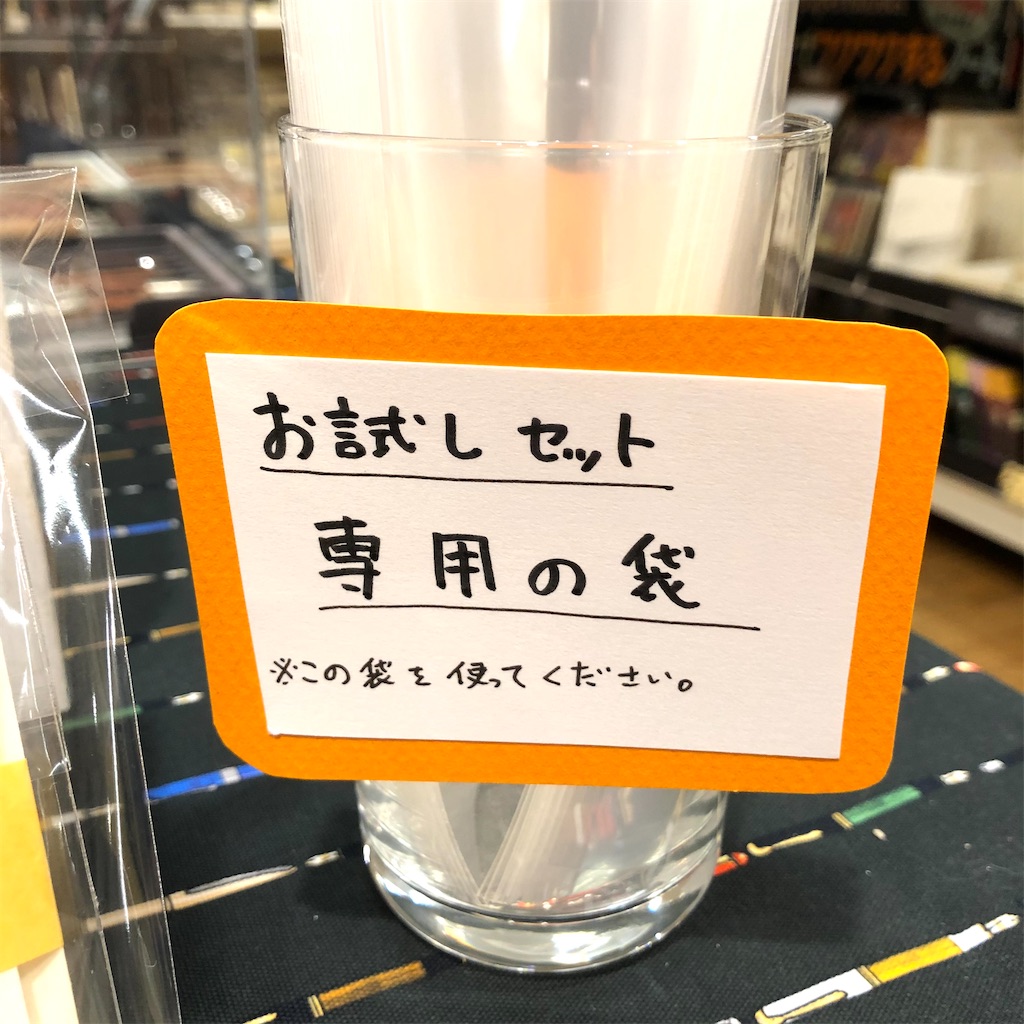 お試しセット
専用の袋
※この袋を使ってください。